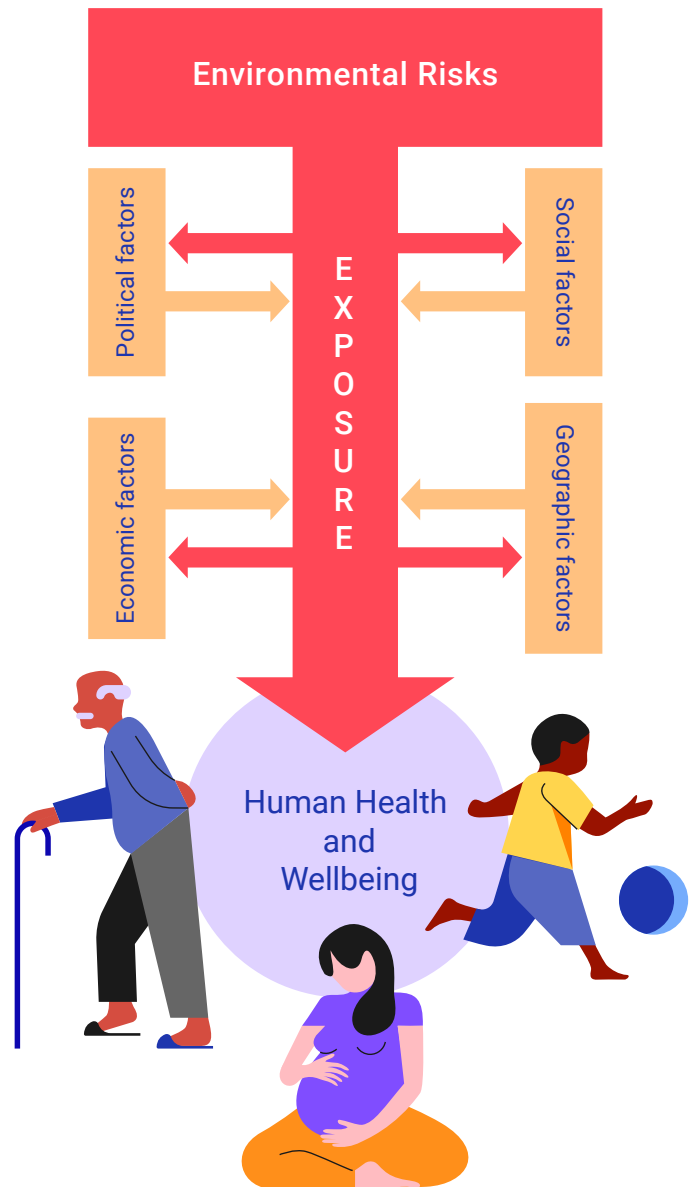 Environmental Risks
Political factors
Social factors
EXPOSURE
Economic factors
Geographic factors
Human Health
and
Wellbeing